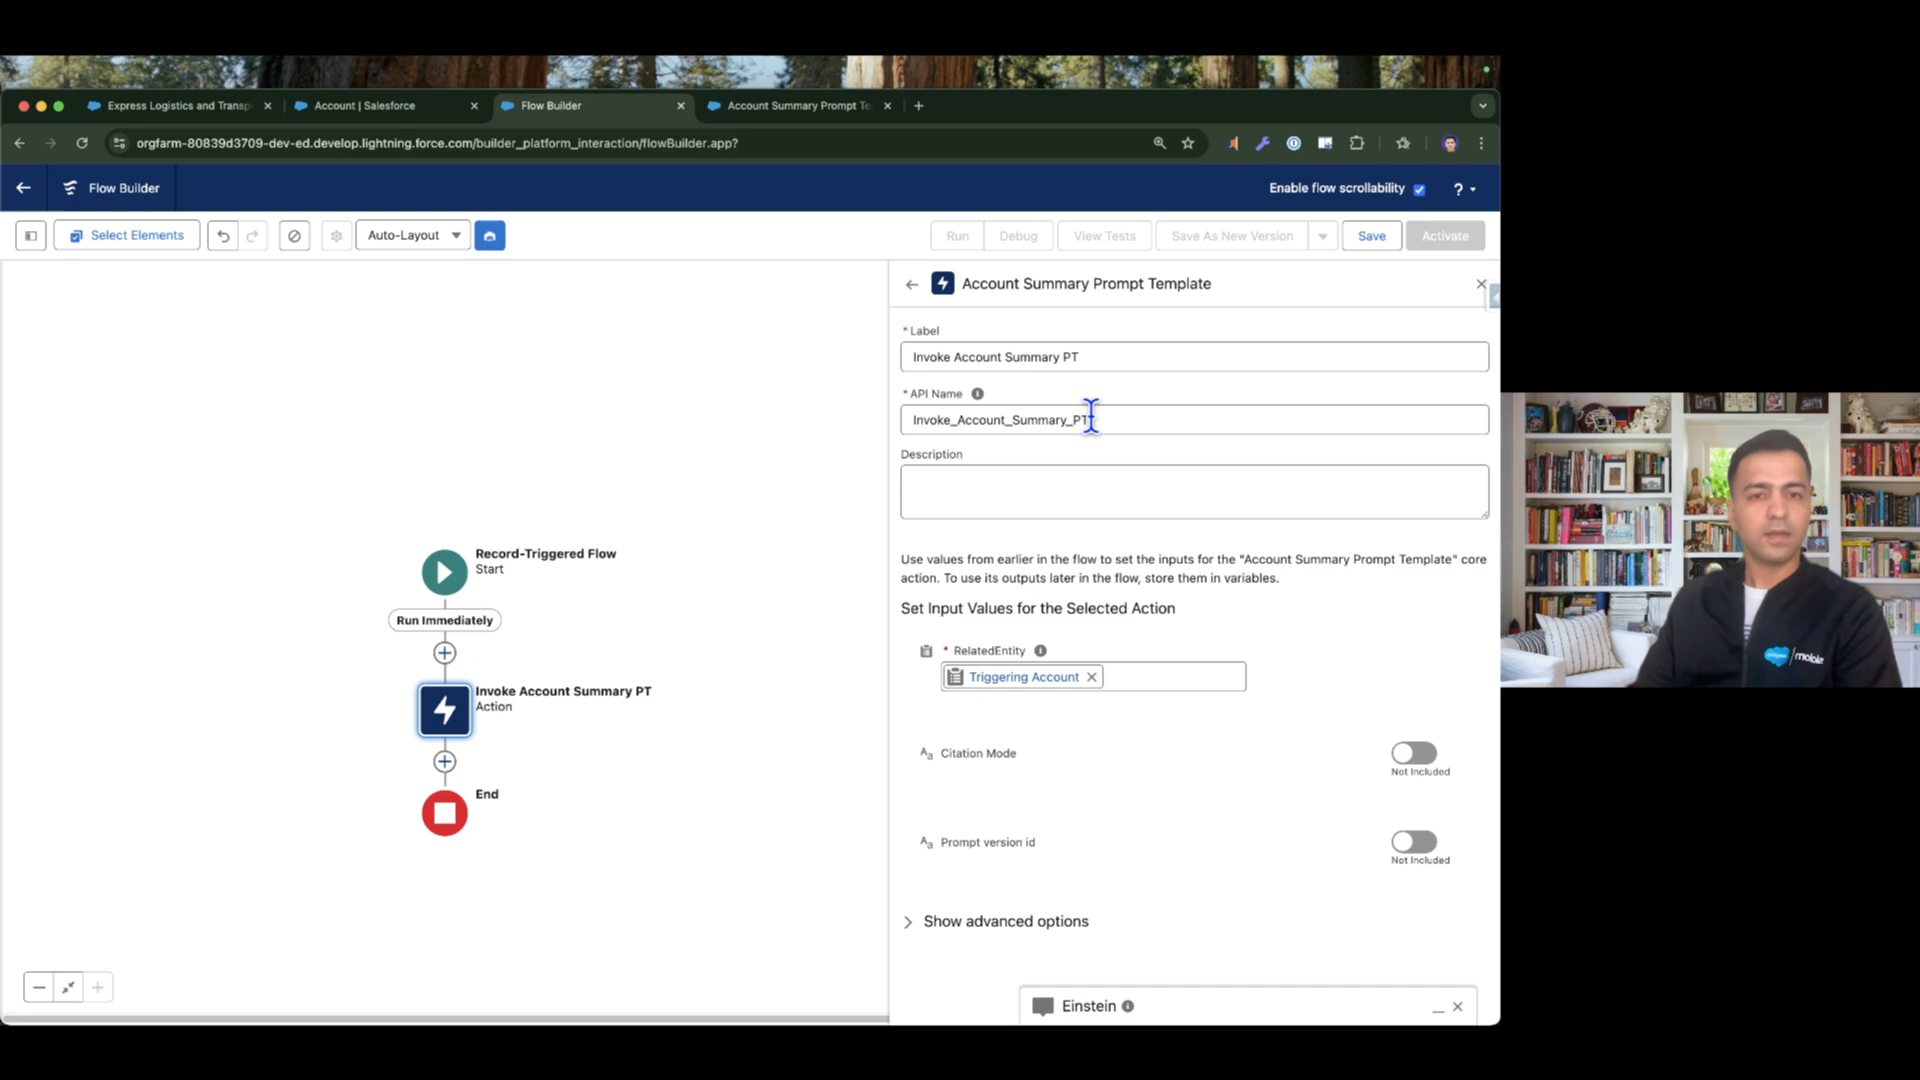 Express Logistics and Transp
Account | Salesforce
Flow Builder
Account Summary Prompt Te
orgfarm-80839d3709-dev-ed.develop.lightning.force.com/builder_platform_interaction/flowBuilder.app?
Flow Builder
Enable flow scrollability
?
Select Elements
Auto-Layout
Run
Debug
View Tests
Save As New Version
Save
Activate
Account Summary Prompt Template
* Label
Invoke Account Summary PT
* API Name
Invoke_Account_Summary_PT
Description
Use values from earlier in the flow to set the inputs for the "Account Summary Prompt Template" core
action. To use its outputs later in the flow, store them in variables.
Set Input Values for the Selected Action
* RelatedEntity
Triggering Account
Aa Citation Mode
Not Included
Aa Prompt version id
Not Included
Show advanced options
Einstein
Record-Triggered Flow
Start
Run Immediately
Invoke Account Summary PT
Action
End